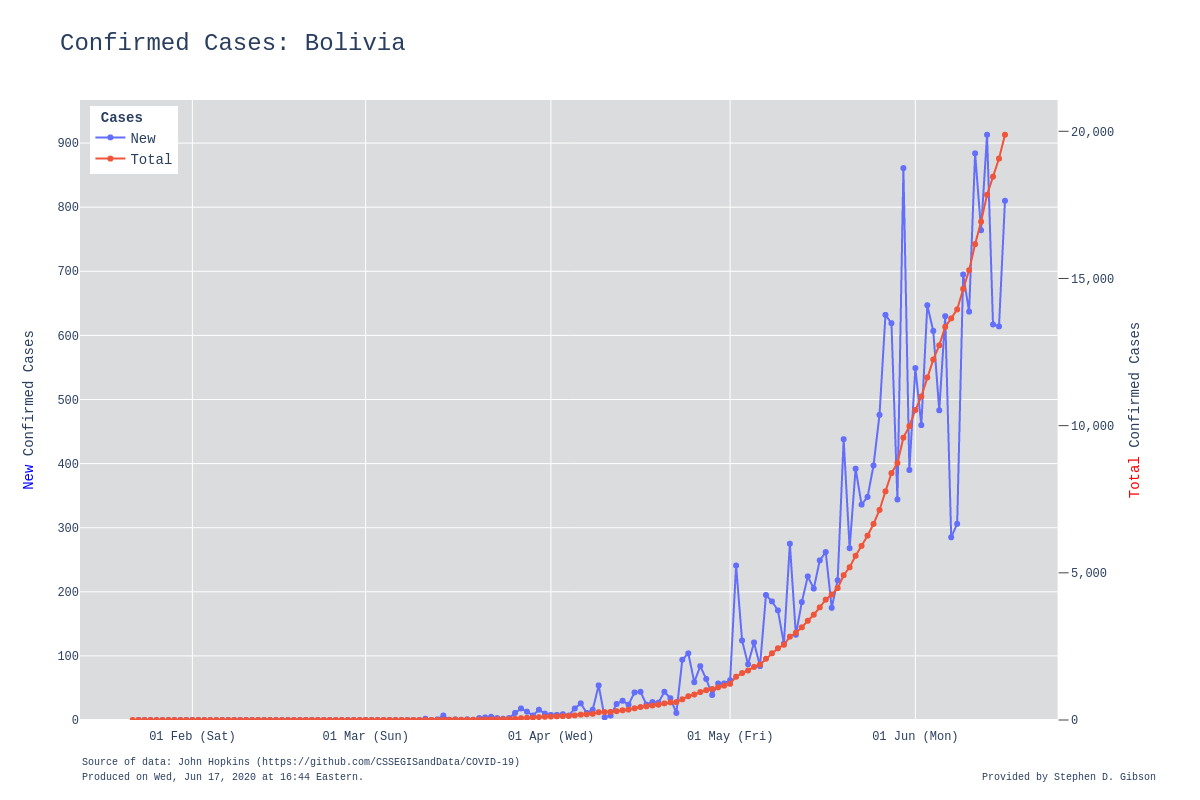 Confirmed Cases: Bolivia
Cases
New
Total
900
800
700
600
500
400
300
200
100
0
20,000
15,000
10,000
5,000
0
New Confirmed Cases
Total Confirmed Cases
01 Feb (Sat)
01 Mar (Sun)
01 Apr (Wed)
01 May (Fri)
01 Jun (Mon)
Source of data: John Hopkins (https://github.com/CSSEGISandData/COVID-19)
Produced on Wed, Jun 17, 2020 at 16:44 Eastern.
Provided by Stephen D. Gibson